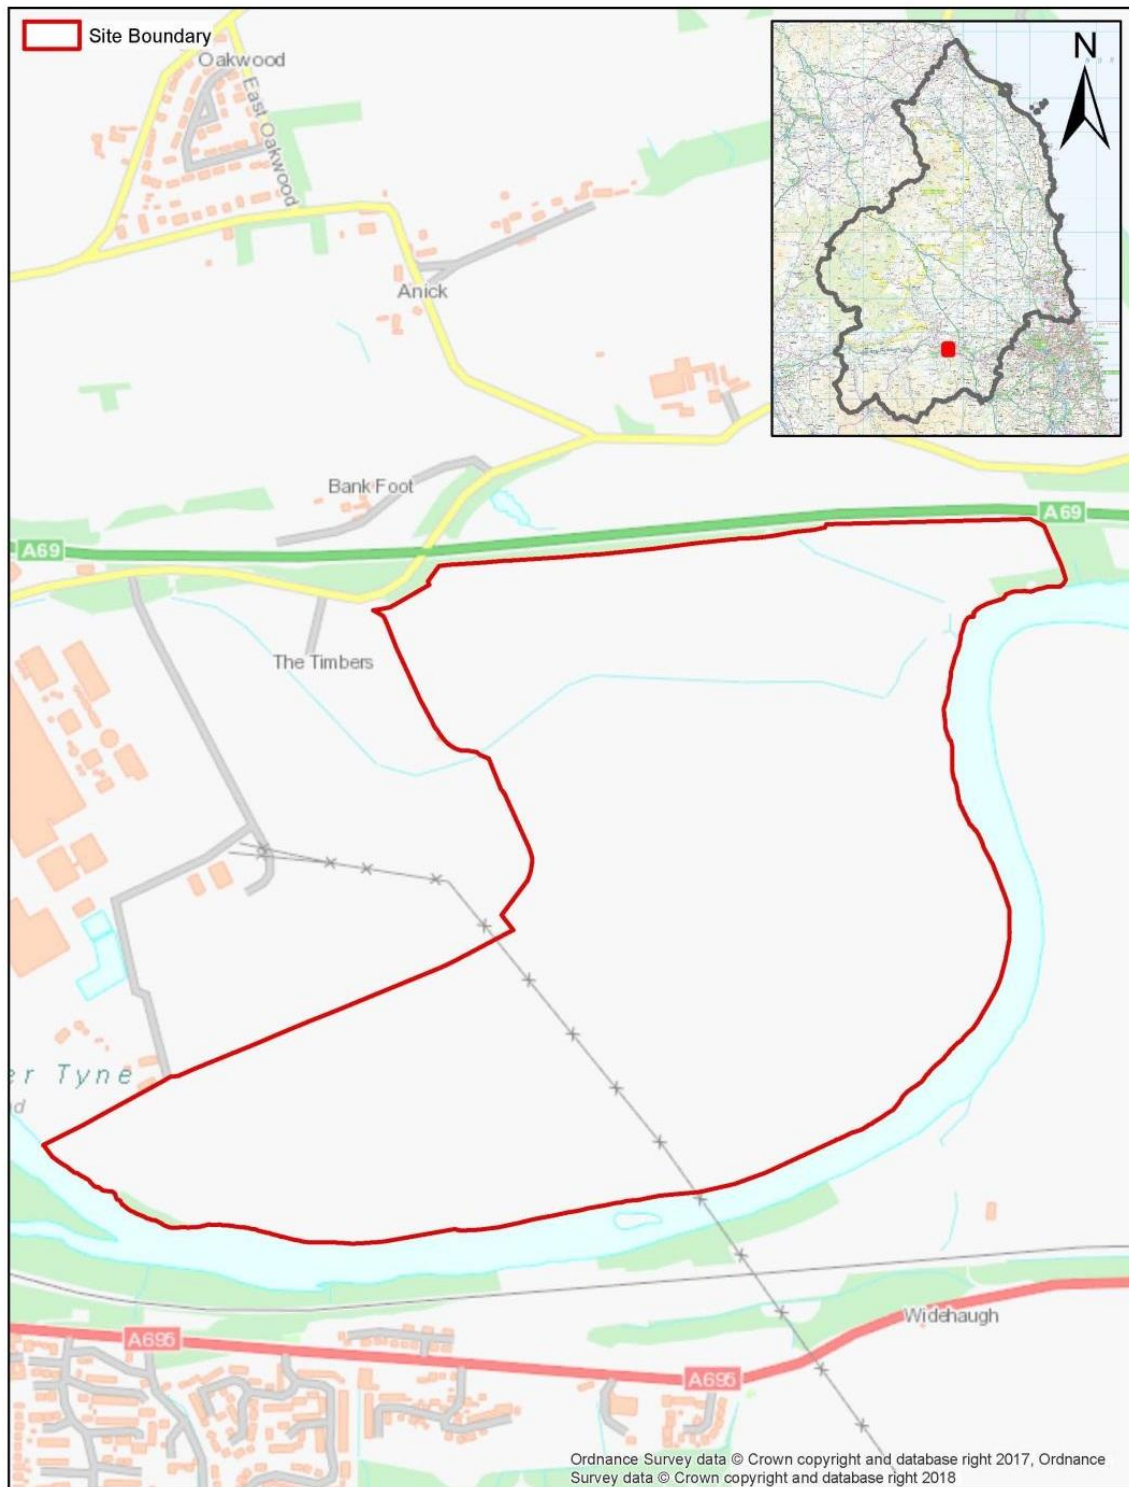 Site Boundary
N
Oakwood
East Oakwood
Anick
Bank Foot
A69
A69
The Timbers
er Tyne
Widehaugh
A695
A695
Ordnance Survey data © Crown copyright and database right 2017, Ordnance
Survey data © Crown copyright and database right 2018